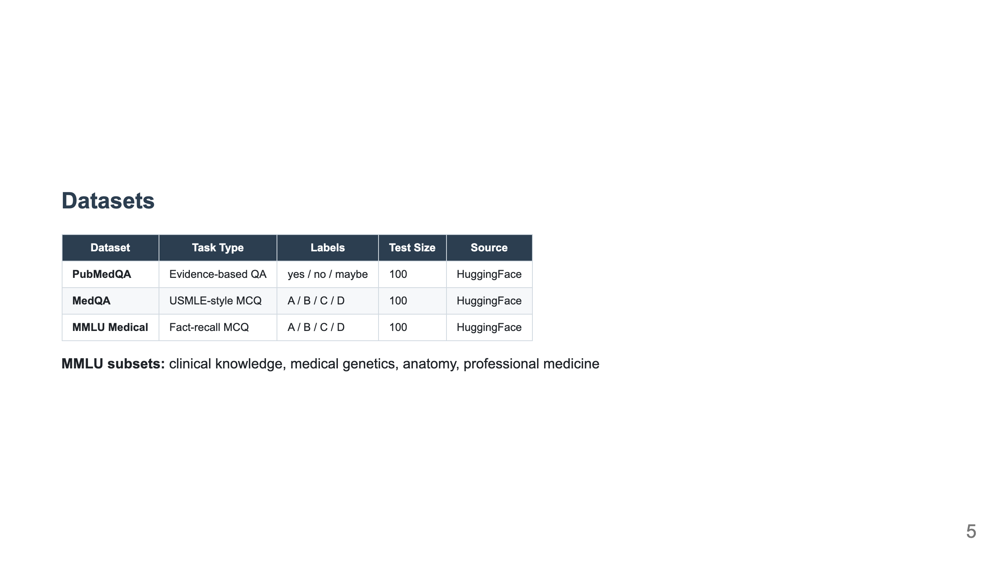 Datasets
Dataset Task Type Labels Test Size Source
PubMedQA Evidence-based QA yes / no / maybe 100 HuggingFace
MedQA USMLE-style MCQ A / B / C / D 100 HuggingFace
MMLU Medical Fact-recall MCQ A / B / C / D 100 HuggingFace
MMLU subsets: clinical knowledge, medical genetics, anatomy, professional medicine
5